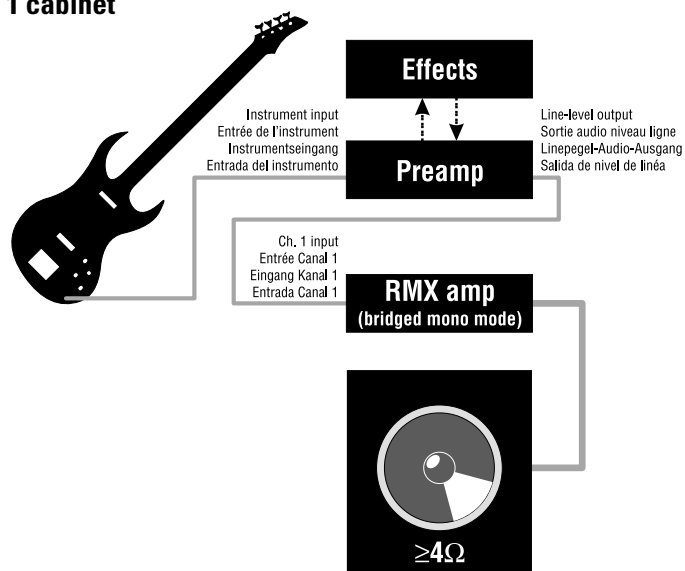 1 cabinet
Effects
Instrument input
Entrée de l'instrument
Instrumentseingang
Entrada del instrumento
Line-level output
Sortie audio niveau ligne
Linepegel-Audio-Ausgang
Salida de nivel de linéa
Preamp
Ch. 1 input
Entrée Canal 1
Eingang Kanal 1
Entrada Canal 1
RMX amp
(bridged mono mode)
≥4Ω